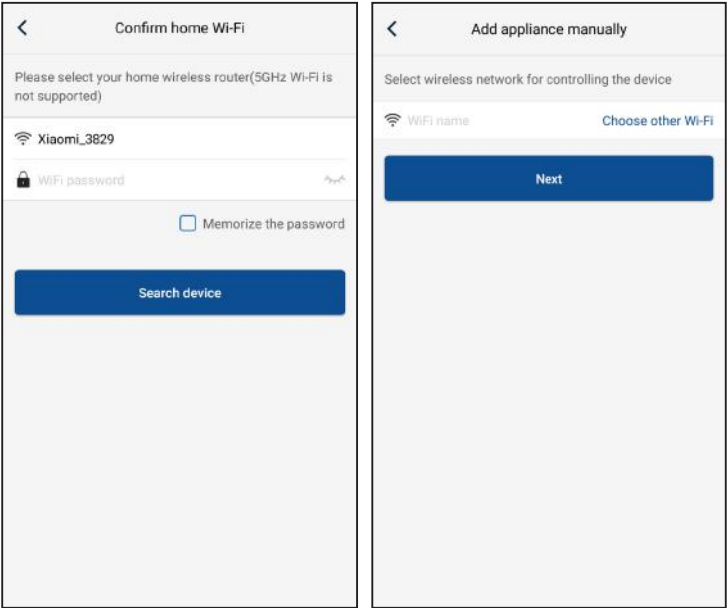 Confirm home Wi-Fi
Please select your home wireless router(5GHz Wi-Fi is
not supported)
Xiaomi_3829
WiFi password
Memorize the password
Search device
Add appliance manually
Select wireless network for controlling the device
WiFi name
Choose other Wi-Fi
Next